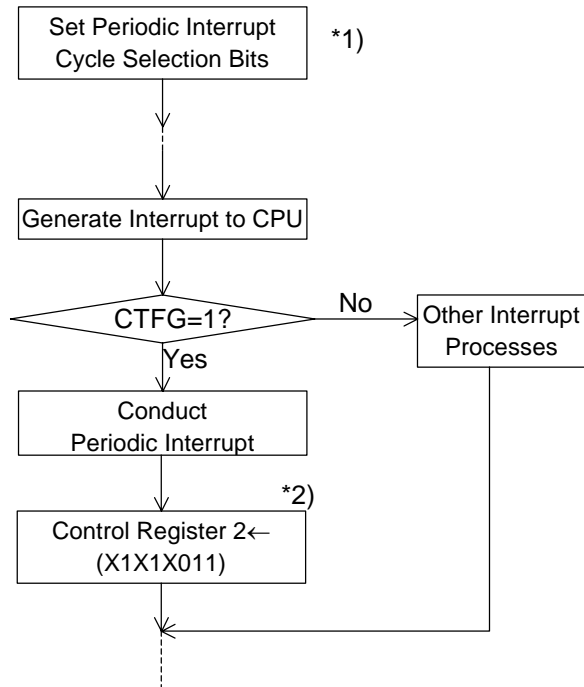 Set Periodic Interrupt
Cycle Selection Bits
*1)
Generate Interrupt to CPU
CTFG=1?
No
Other Interrupt
Processes
Yes
Conduct
Periodic Interrupt
*2)
Control Register 2←
(X1X1X011)